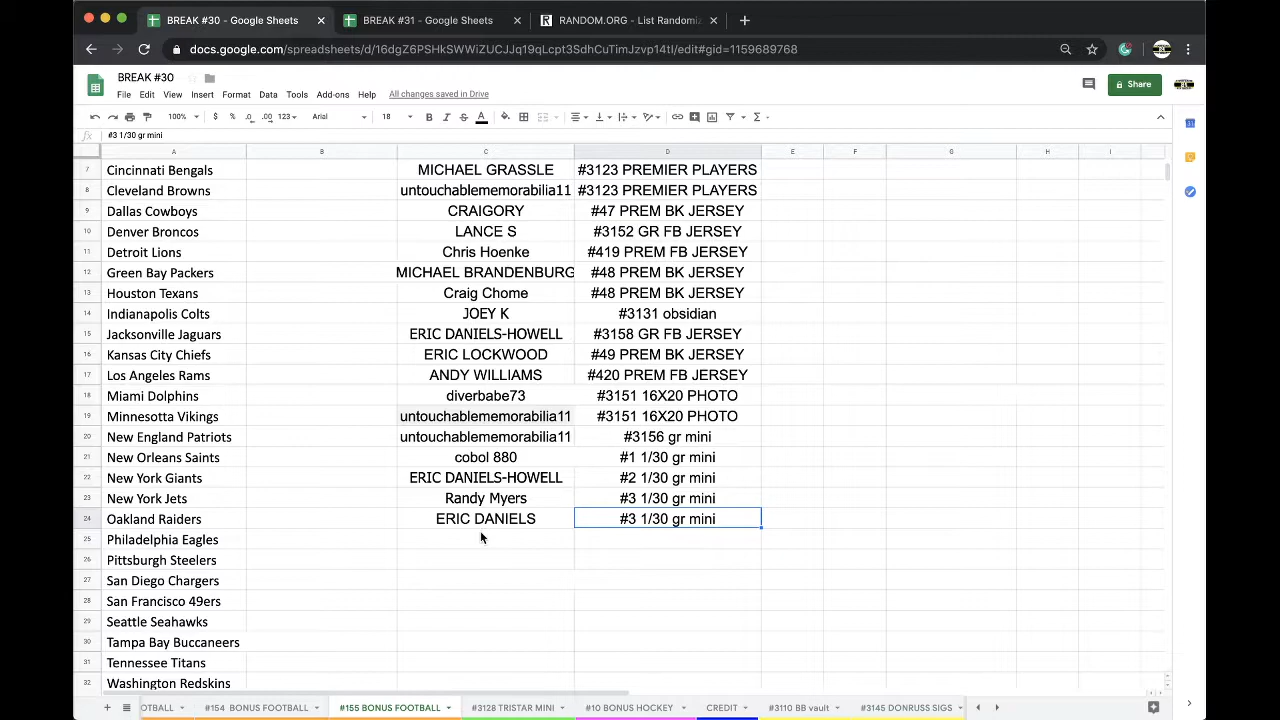 BREAK #30 - Google Sheets
BREAK #31 - Google Sheets
RANDOM.ORG - List Randomiz
docs.google.com/spreadsheets/d/16dgZ6PSHkSWWiZUCJJq19qLcpt3SdhCuTimJzvp14tI/edit#gid=1159689768
BREAK #30
File Edit View Insert Format Data Tools Add-ons Help All changes saved in Drive
Share
100% $ % .0 .00 123 Arial 18 B I S A
fx #3 1/30 gr mini
A B C D E F G H I
7 Cincinnati Bengals MICHAEL GRASSLE #3123 PREMIER PLAYERS
8 Cleveland Browns untouchablememorabilia11 #3123 PREMIER PLAYERS
9 Dallas Cowboys CRAIGORY #47 PREM BK JERSEY
10 Denver Broncos LANCE S #3152 GR FB JERSEY
11 Detroit Lions Chris Hoenke #419 PREM FB JERSEY
12 Green Bay Packers MICHAEL BRANDENBURG #48 PREM BK JERSEY
13 Houston Texans Craig Chome #48 PREM BK JERSEY
14 Indianapolis Colts JOEY K #3131 obsidian
15 Jacksonville Jaguars ERIC DANIELS-HOWELL #3158 GR FB JERSEY
16 Kansas City Chiefs ERIC LOCKWOOD #49 PREM BK JERSEY
17 Los Angeles Rams ANDY WILLIAMS #420 PREM FB JERSEY
18 Miami Dolphins diverbabe73 #3151 16X20 PHOTO
19 Minnesotta Vikings untouchablememorabilia11 #3151 16X20 PHOTO
20 New England Patriots untouchablememorabilia11 #3156 gr mini
21 New Orleans Saints cobol 880 #1 1/30 gr mini
22 New York Giants ERIC DANIELS-HOWELL #2 1/30 gr mini
23 New York Jets Randy Myers #3 1/30 gr mini
24 Oakland Raiders ERIC DANIELS #3 1/30 gr mini
25 Philadelphia Eagles
26 Pittsburgh Steelers
27 San Diego Chargers
28 San Francisco 49ers
29 Seattle Seahawks
30 Tampa Bay Buccaneers
31 Tennessee Titans
32 Washington Redskins
OTBALL #154 BONUS FOOTBALL #155 BONUS FOOTBALL #3128 TRISTAR MINI #10 BONUS HOCKEY CREDIT #3110 BB vault #3145 DONRUSS SIGS